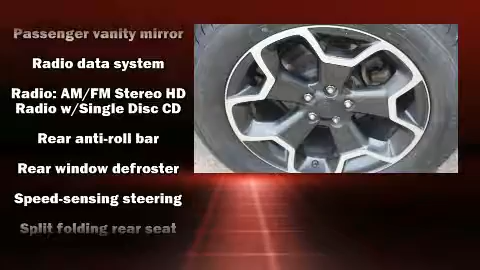 Passenger vanity mirror
Radio data system
Radio: AM/FM Stereo HD
Radio w/Single Disc CD
Rear anti-roll bar
Rear window defroster
Speed-sensing steering
Split folding rear seat